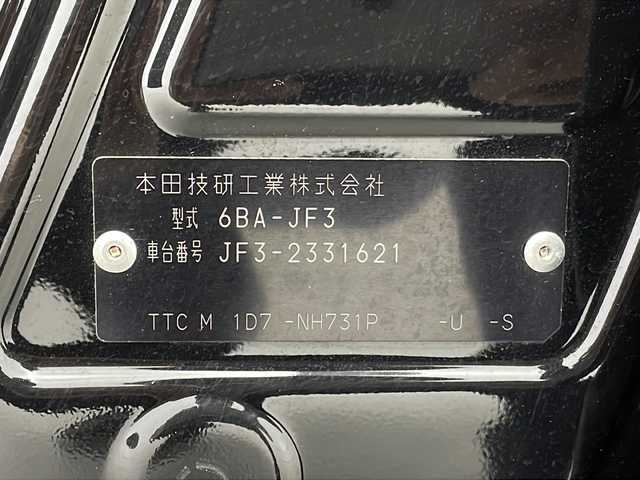 本田技研工業株式会社
型式 6BA-JF3
車台番号 JF3-2331621
TTC M 1D7 -NH731P -U -S